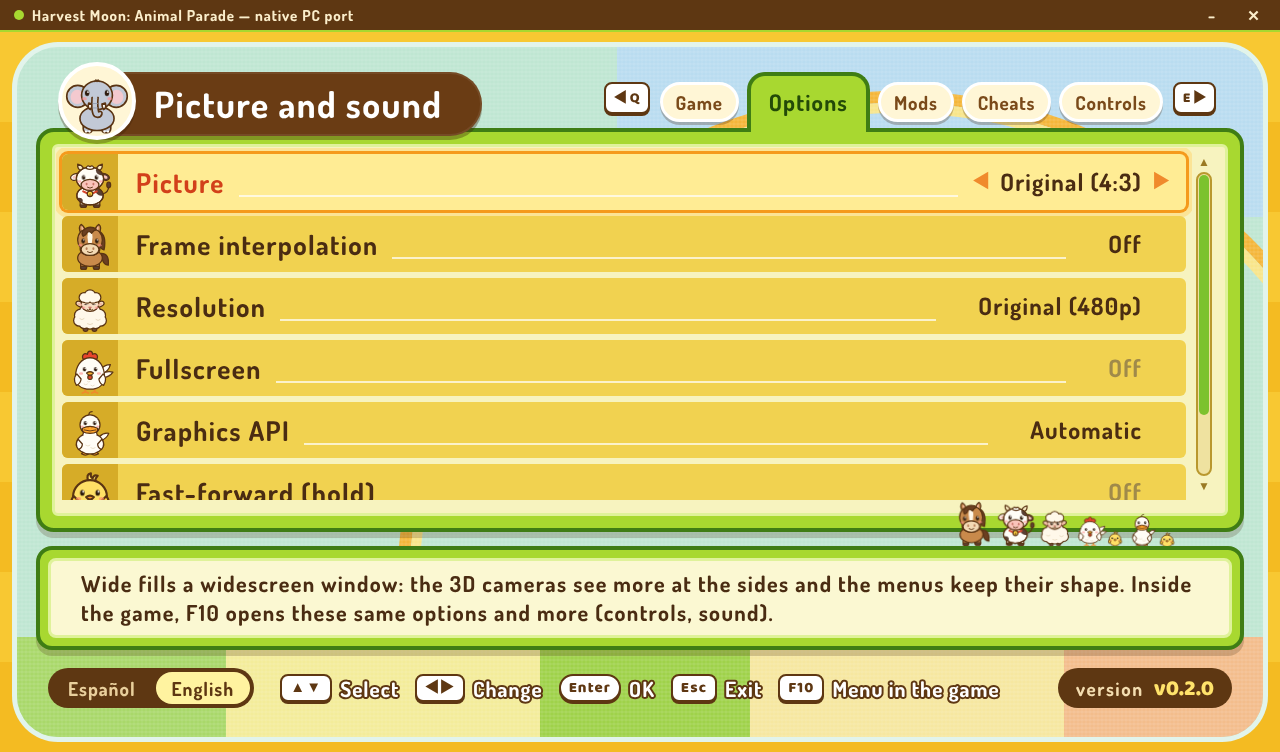 Harvest Moon: Animal Parade — native PC port
Picture and sound
Q Game Options Mods Cheats Controls E
Picture Original (4:3)
Frame interpolation Off
Resolution Original (480p)
Fullscreen Off
Graphics API Automatic
Fast-forward (hold) Off
Wide fills a widescreen window: the 3D cameras see more at the sides and the menus keep their shape. Inside
the game, F10 opens these same options and more (controls, sound).
Español English ▲▼ Select ◀▶ Change Enter OK Esc Exit F10 Menu in the game version v0.2.0